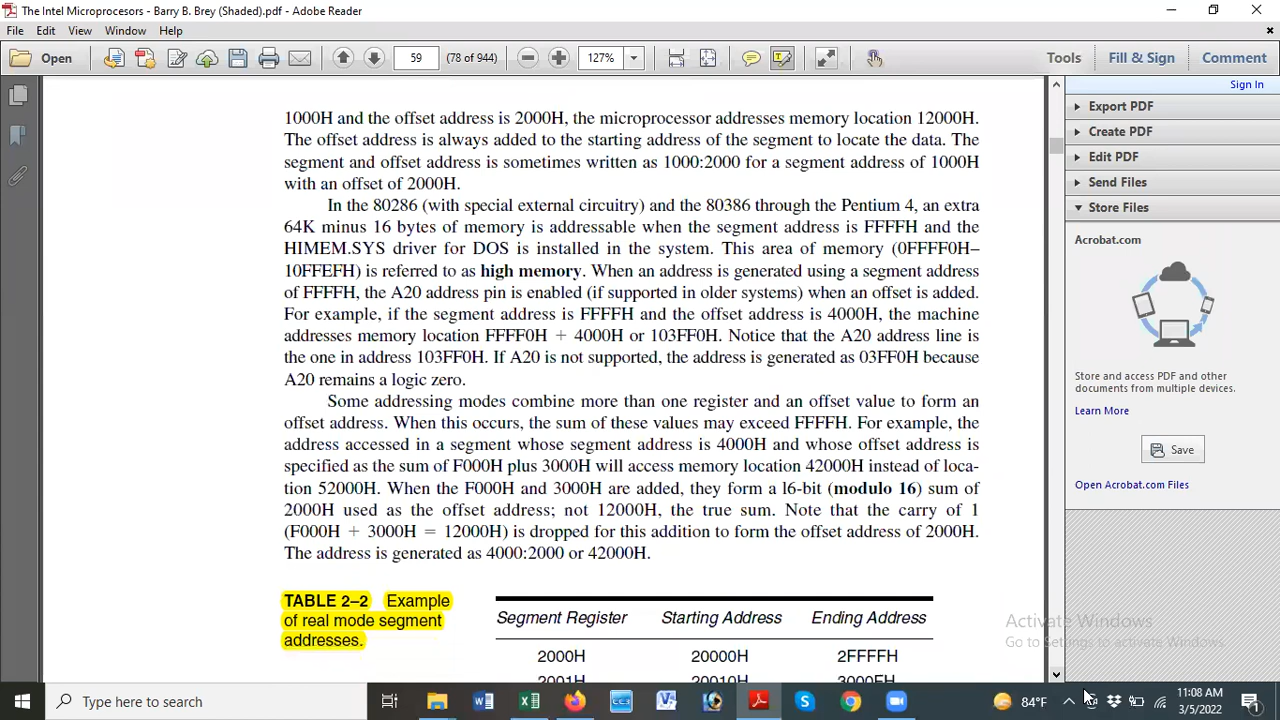 The Intel Microprocesors - Barry B. Brey (Shaded).pdf - Adobe Reader
File Edit View Window Help
Open 59 (78 of 944) 127% Tools Fill & Sign Comment
Sign In
Export PDF
Create PDF
Edit PDF
Send Files
Store Files
Acrobat.com
Store and access PDF and other
documents from multiple devices.
Learn More
Save
Open Acrobat.com Files
1000H and the offset address is 2000H, the microprocessor addresses memory location 12000H.
The offset address is always added to the starting address of the segment to locate the data. The
segment and offset address is sometimes written as 1000:2000 for a segment address of 1000H
with an offset of 2000H.
In the 80286 (with special external circuitry) and the 80386 through the Pentium 4, an extra
64K minus 16 bytes of memory is addressable when the segment address is FFFFH and the
HIMEM.SYS driver for DOS is installed in the system. This area of memory (0FFFF0H–
10FFEFH) is referred to as high memory. When an address is generated using a segment address
of FFFFH, the A20 address pin is enabled (if supported in older systems) when an offset is added.
For example, if the segment address is FFFFH and the offset address is 4000H, the machine
addresses memory location FFFF0H + 4000H or 103FF0H. Notice that the A20 address line is
the one in address 103FF0H. If A20 is not supported, the address is generated as 03FF0H because
A20 remains a logic zero.
Some addressing modes combine more than one register and an offset value to form an
offset address. When this occurs, the sum of these values may exceed FFFFH. For example, the
address accessed in a segment whose segment address is 4000H and whose offset address is
specified as the sum of F000H plus 3000H will access memory location 42000H instead of loca-
tion 52000H. When the F000H and 3000H are added, they form a l6-bit (modulo 16) sum of
2000H used as the offset address; not 12000H, the true sum. Note that the carry of 1
(F000H + 3000H = 12000H) is dropped for this addition to form the offset address of 2000H.
The address is generated as 4000:2000 or 42000H.
TABLE 2–2 Example
of real mode segment
addresses.
Segment Register Starting Address Ending Address
2000H 20000H 2FFFFH
2001H 20010H 3000FH
Activate Windows
Go to Settings to activate Windows
Type here to search
84°F
11:08 AM
3/5/2022